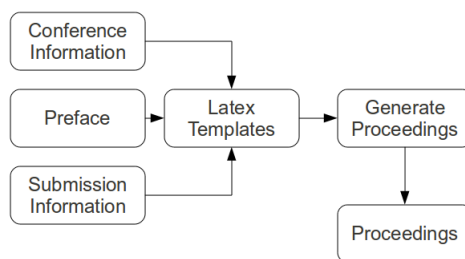 Conference
Information
Preface
Latex
Templates
Generate
Proceedings
Submission
Information
Proceedings